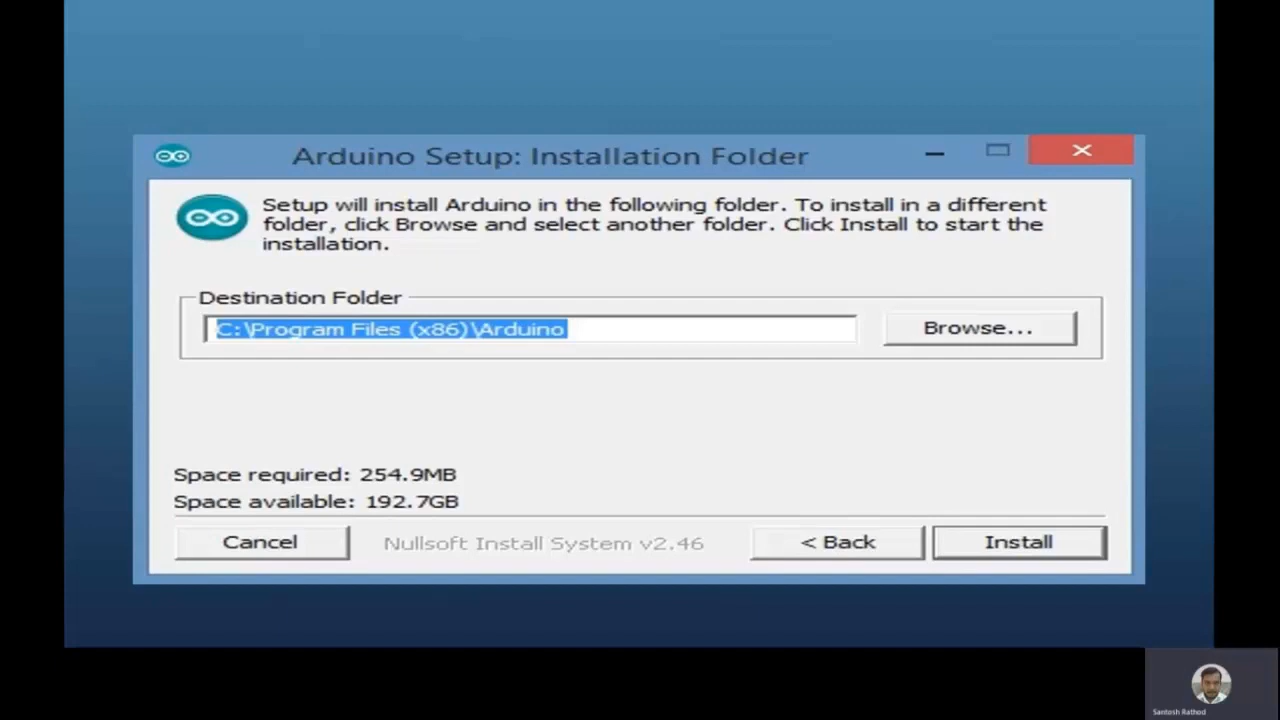 Arduino Setup: Installation Folder
Setup will install Arduino in the following folder. To install in a different
folder, click Browse and select another folder. Click Install to start the
installation.
Destination Folder
C:\Program Files (x86)\Arduino
Browse...
Space required: 254.9MB
Space available: 192.7GB
Cancel
Nullsoft Install System v2.46
< Back
Install
Santosh Rathod